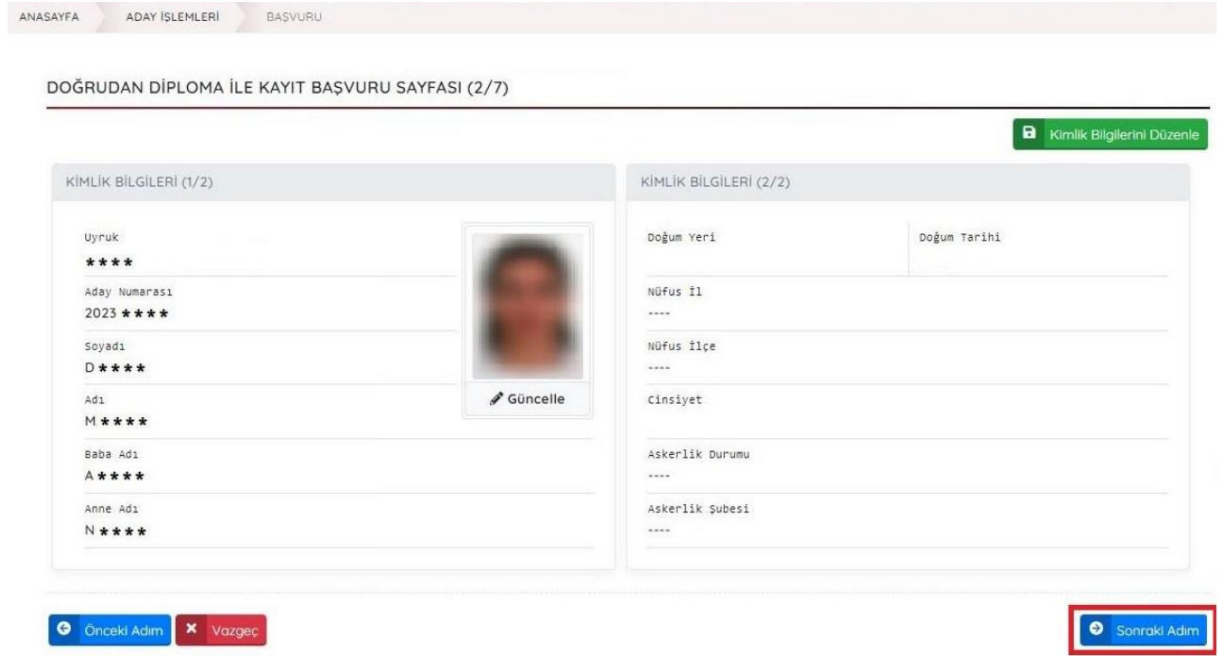 ANASAYFA ADAY İŞLEMLERİ BAŞVURU
DOĞRUDAN DİPLOMA İLE KAYIT BAŞVURU SAYFASI (2/7)
Kimlik Bilgilerini Düzenle
KİMLİK BİLGİLERİ (1/2)
Uyruk
****
Aday Numarası
2023 ****
Soyadı
D ****
Adı
M ****
Baba Adı
A ****
Anne Adı
N ****
Güncelle
KİMLİK BİLGİLERİ (2/2)
Doğum Yeri Doğum Tarihi
Nüfus İl
----
Nüfus İlçe
----
Cinsiyet
Askerlik Durumu
----
Askerlik Şubesi
----
Önceki Adım Vazgeç Sonraki Adım